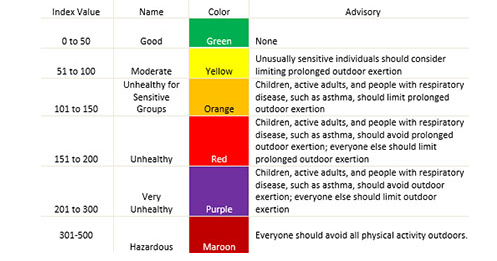 Index Value Name Color Advisory
0 to 50 Good Green None
Unusually sensitive individuals should consider
51 to 100 Moderate Yellow limiting prolonged outdoor exertion
Unhealthy for Children, active adults, and people with respiratory
Sensitive disease, such as asthma, should limit prolonged
101 to 150 Groups Orange outdoor exertion
Children, active adults, and people with respiratory
disease, such as asthma, should avoid prolonged
outdoor exertion; everyone else should limit
151 to 200 Unhealthy Red prolonged outdoor exertion
Children, active adults, and people with respiratory
disease, such as asthma, should avoid outdoor
Very exertion; everyone else should limit outdoor
201 to 300 Unhealthy Purple exertion
301-500 Everyone should avoid all physical activity outdoors.
Hazardous Maroon